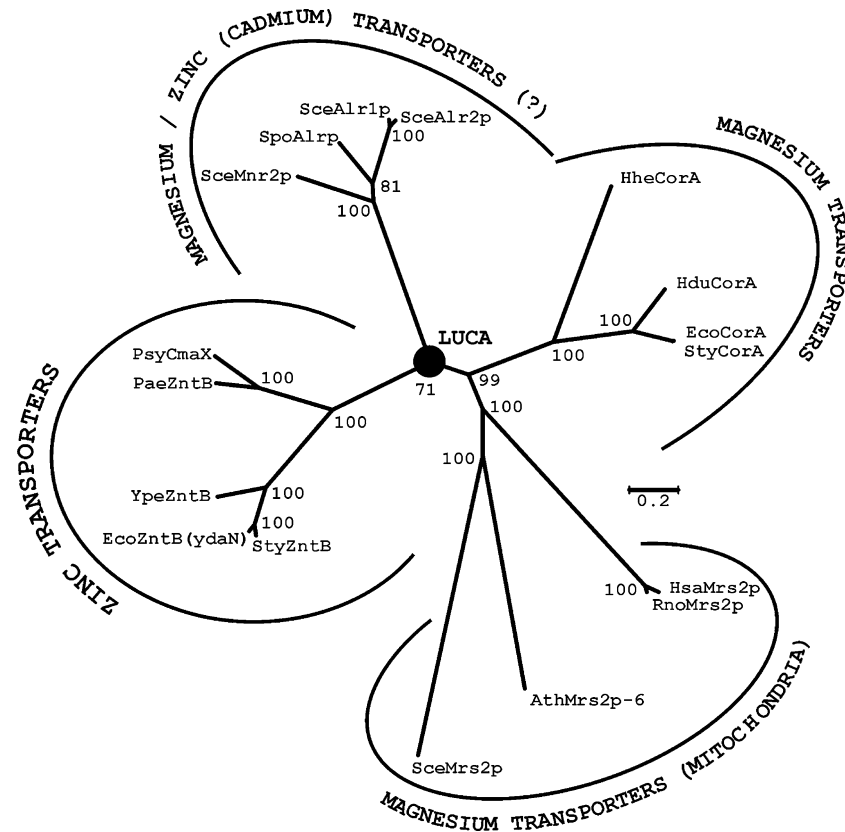 MAGNESIUM / ZINC (CADMIUM) TRANSPORTERS (?)
SceAlr1p
SceAlr2p
100
SpoAlrp
SceMnr2p
81
100
MAGNESIUM TRANSPORTERS
HheCorA
HduCorA
100
EcoCorA
StyCorA
100
LUCA
71
99
100
100
ZINC TRANSPORTERS
PsyCmaX
PaeZntB
100
100
YpeZntB
100
100
EcoZntB(ydaN)
StyZntB
0.2
100
HsaMrs2p
RnoMrs2p
AthMrs2p-6
SceMrs2p
MAGNESIUM TRANSPORTERS (MITOCHONDRIA)